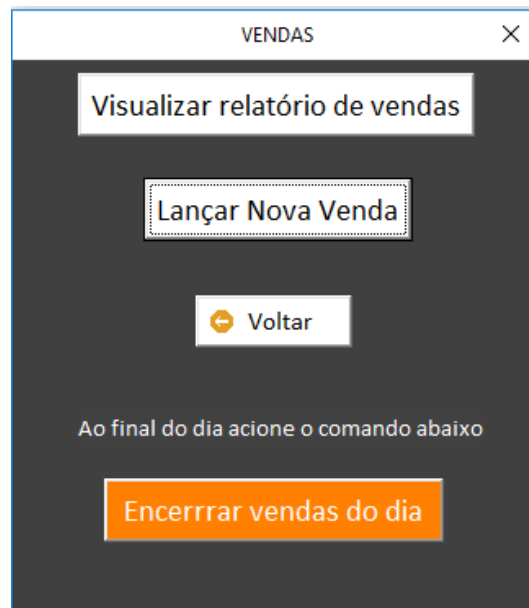 VENDAS
Visualizar relatório de vendas
Lançar Nova Venda
Voltar
Ao final do dia acione o comando abaixo
Encerrrar vendas do dia